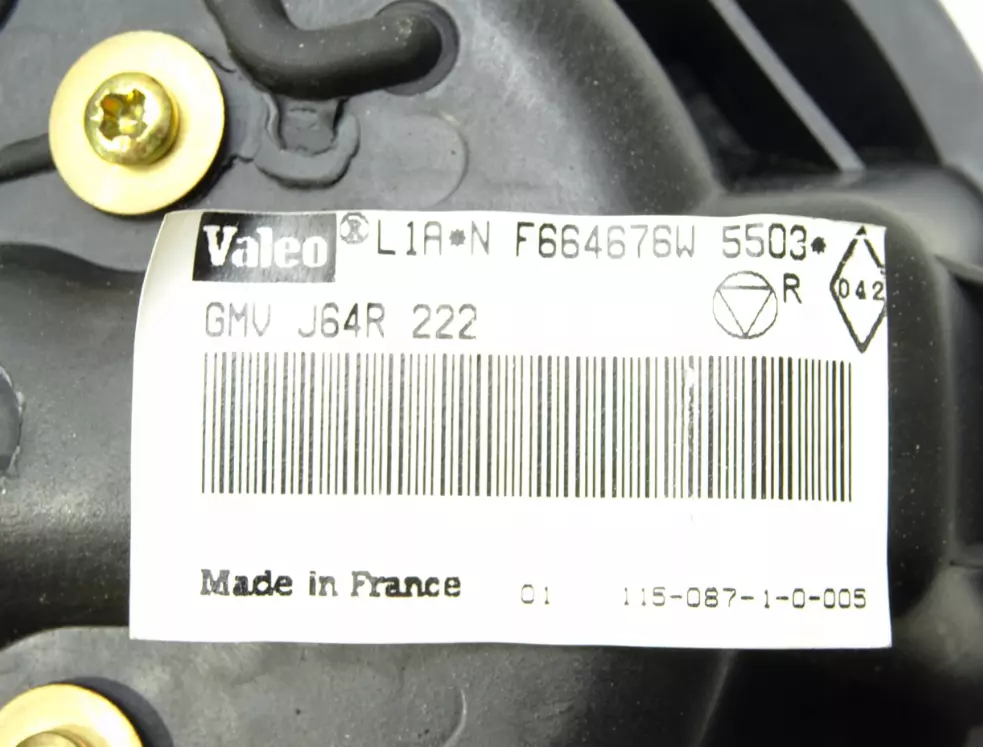 Valeo® L1A*N F664676W 5503*
GMV J64R 222
R
042
Made in France 01 115-087-1-0-005